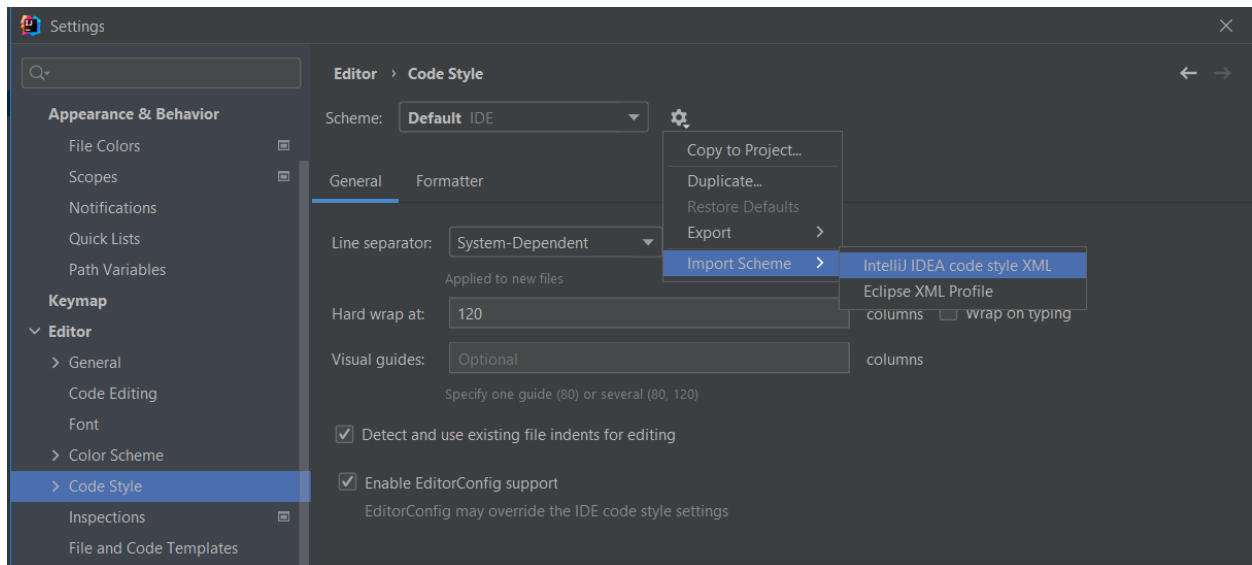 Settings
Editor › Code Style
Appearance & Behavior
Scheme: Default IDE
File Colors
Copy to Project...
Scopes
General Formatter
Duplicate...
Notifications
Restore Defaults
Quick Lists
Line separator: System-Dependent
Export
Path Variables
Import Scheme
IntelliJ IDEA code style XML
Applied to new files
Eclipse XML Profile
Keymap
Hard wrap at: 120 columns Wrap on typing
Editor
General
Visual guides: Optional columns
Code Editing
Specify one guide (80) or several (80, 120)
Font
Detect and use existing file indents for editing
Color Scheme
Code Style
Enable EditorConfig support
Inspections
EditorConfig may override the IDE code style settings
File and Code Templates